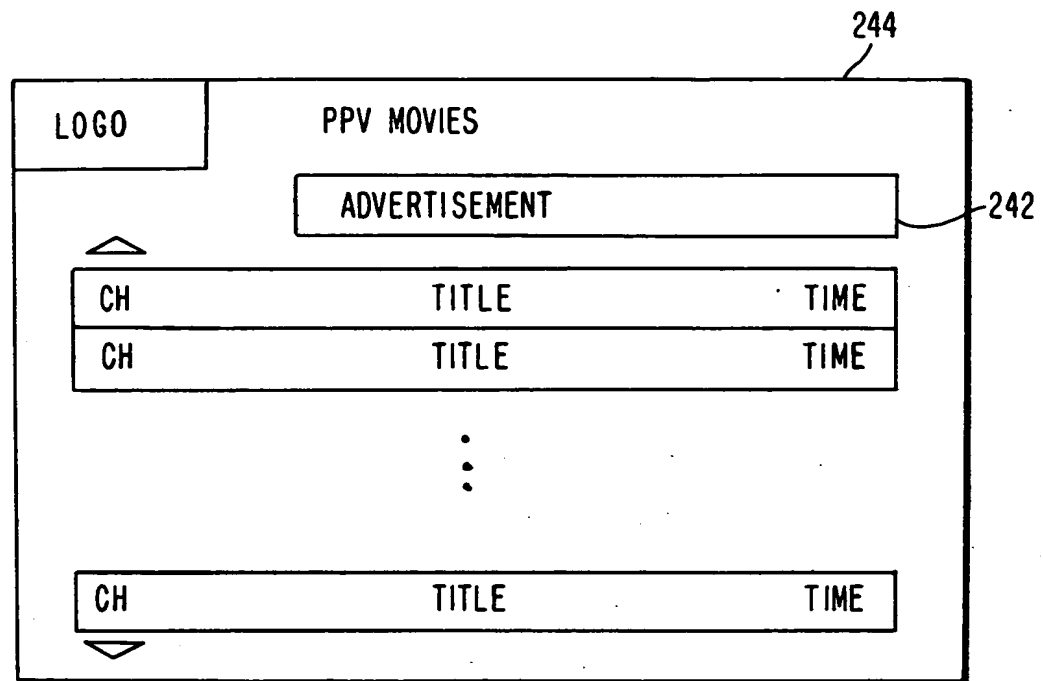 244
LOGO PPV MOVIES
ADVERTISEMENT
242
CH TITLE TIME
CH TITLE TIME
CH TITLE TIME